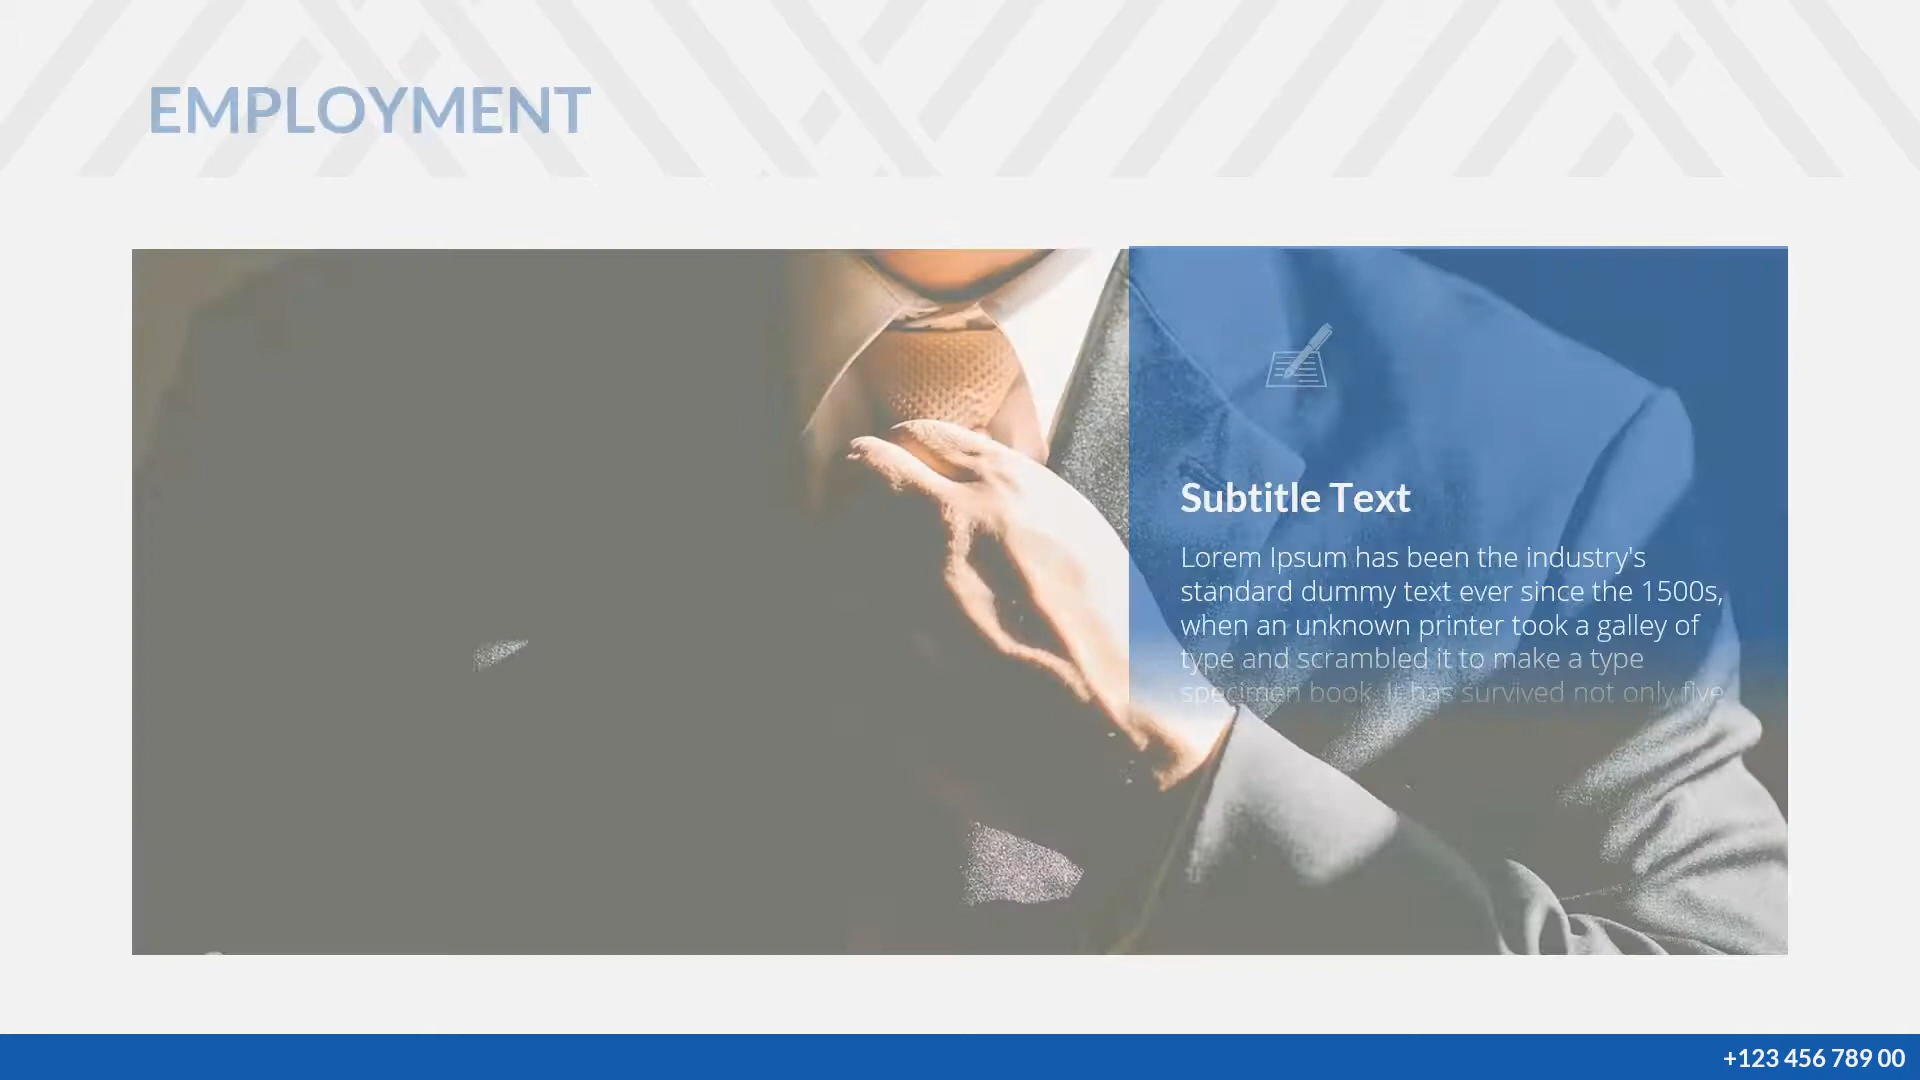 EMPLOYMENT
Subtitle Text
Lorem Ipsum has been the industry's
standard dummy text ever since the 1500s,
when an unknown printer took a galley of
type and scrambled it to make a type
specimen book. It has survived not only five
+123 456 789 00